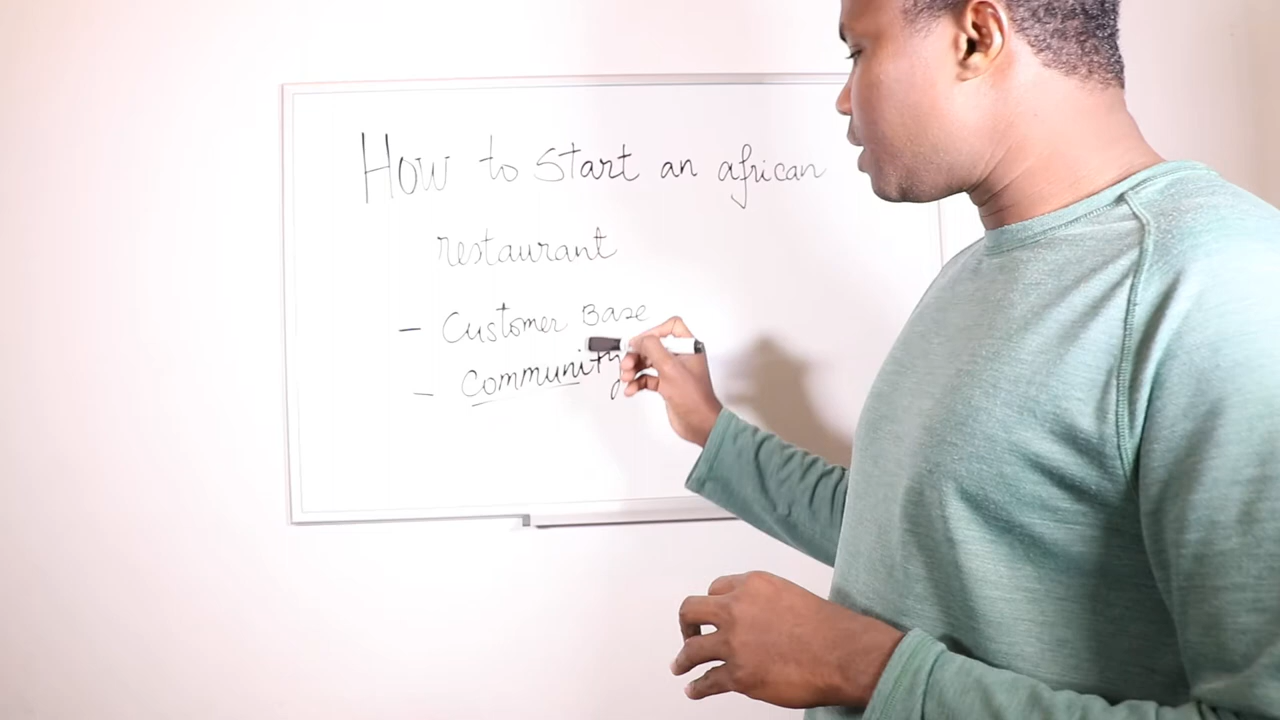 How to start an african
restaurant
- Customer Base
- Community